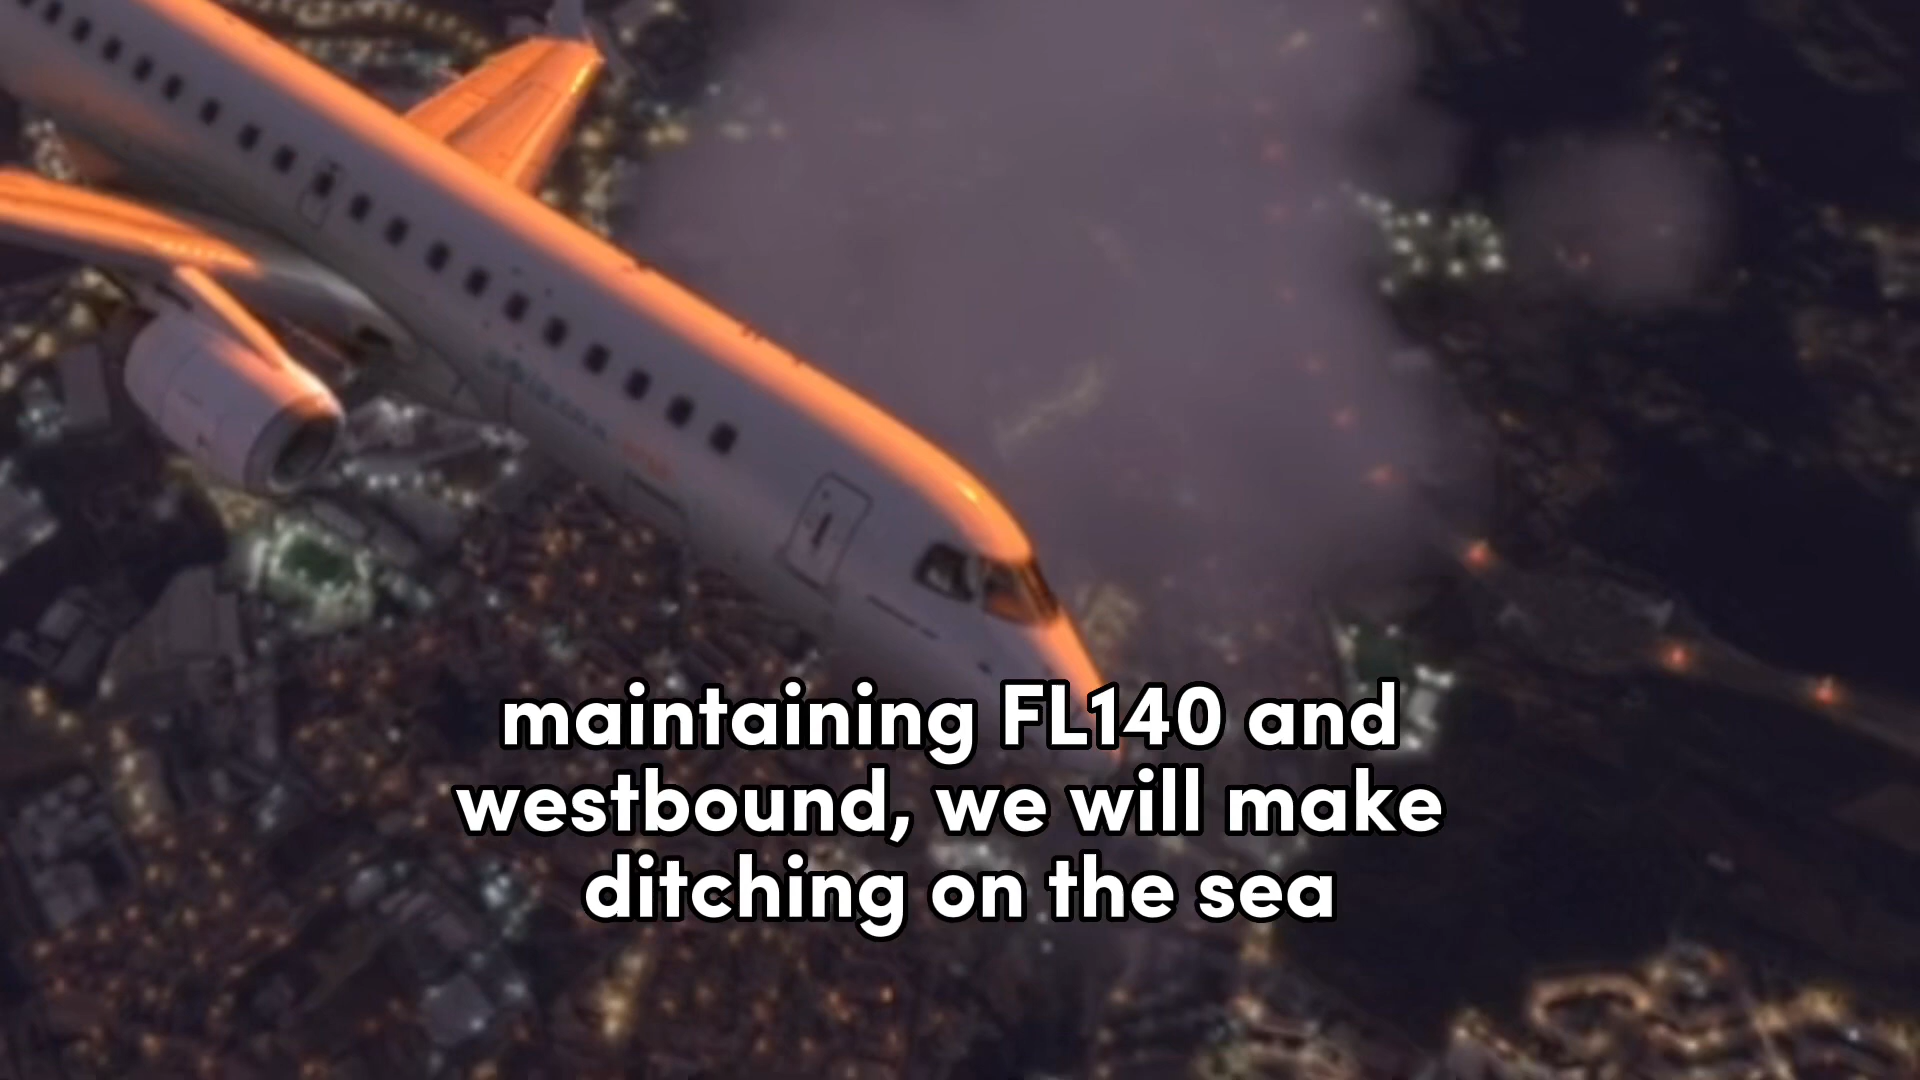 maintaining FL140 and
westbound, we will make
ditching on the sea